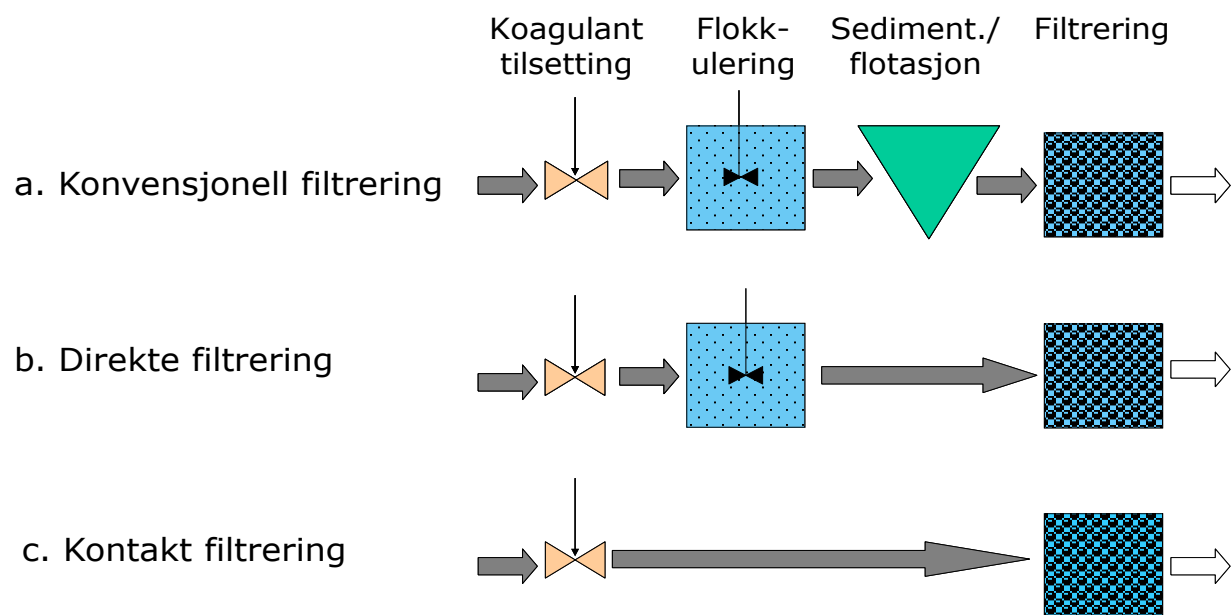 Koagulant
tilsetting
Flokk-
ulering
Sediment./
flotasjon
Filtrering
a. Konvensjonell filtrering
b. Direkte filtrering
c. Kontakt filtrering